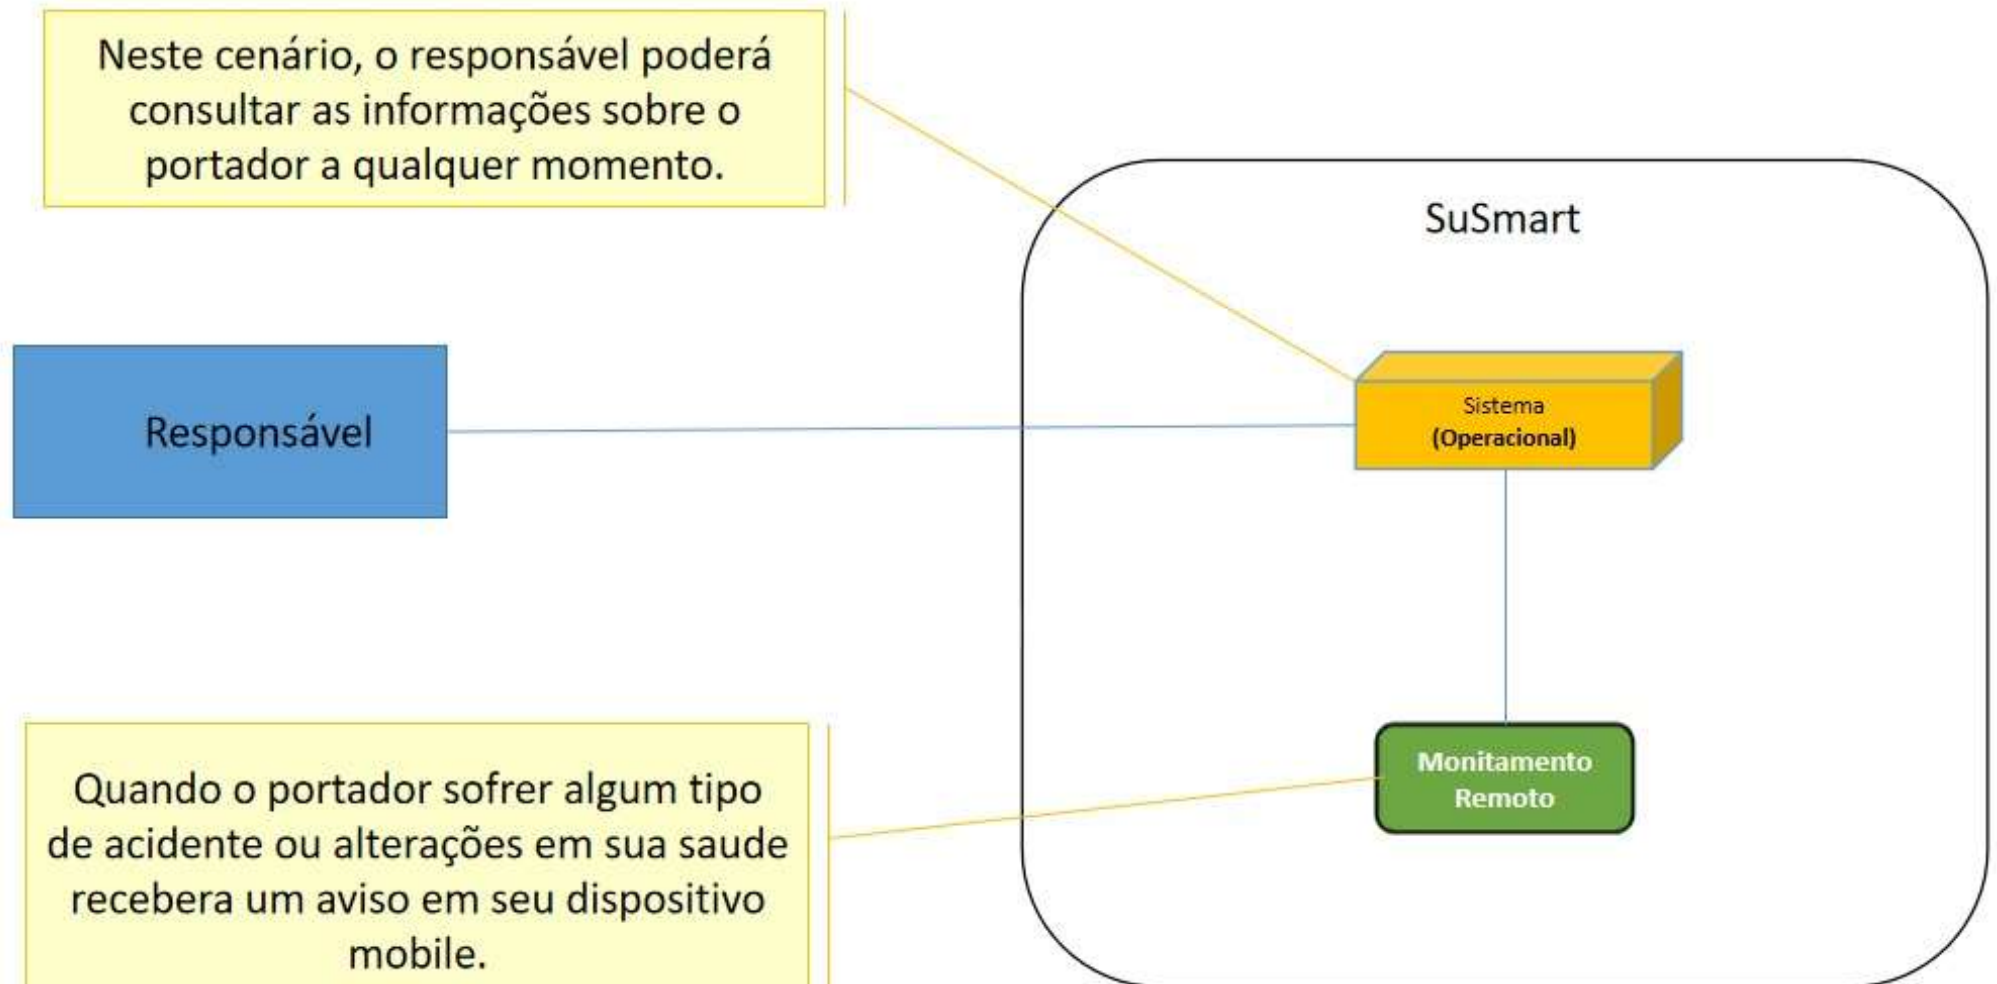 Neste cenário, o responsável poderá
consultar as informações sobre o
portador a qualquer momento.
SuSmart
Sistema
(Operacional)
Responsável
Monitamento
Remoto
Quando o portador sofrer algum tipo
de acidente ou alterações em sua saude
recebera um aviso em seu dispositivo
mobile.